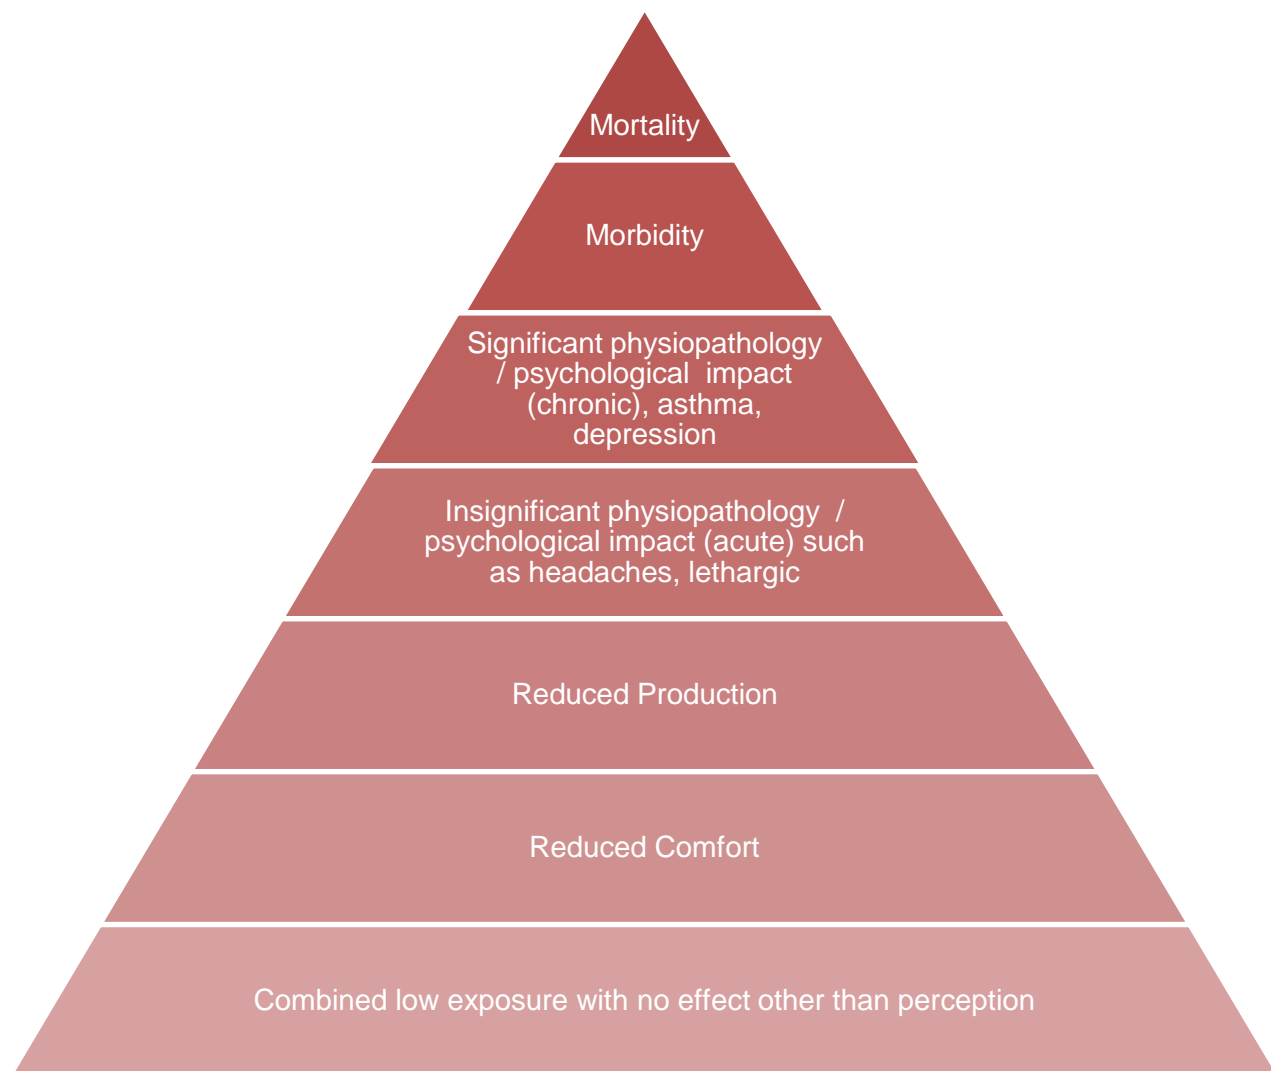 Mortality
Morbidity
Significant physiopathology
/ psychological impact
(chronic), asthma,
depression
Insignificant physiopathology /
psychological impact (acute) such
as headaches, lethargic
Reduced Production
Reduced Comfort
Combined low exposure with no effect other than perception